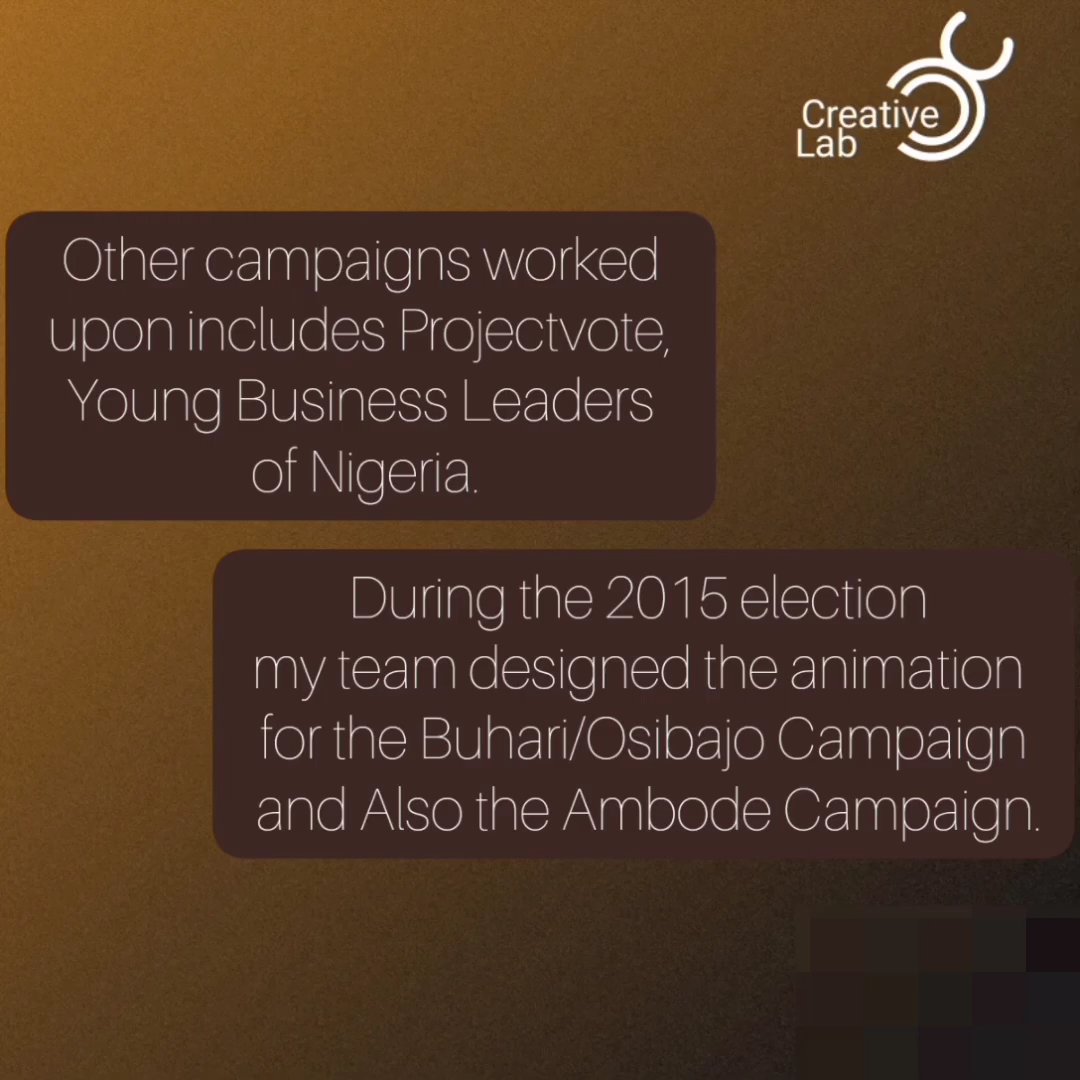 Creative
Lab
Other campaigns worked
upon includes Projectvote,
Young Business Leaders
of Nigeria.
During the 2015 election
my team designed the animation
for the Buhari/Osibajo Campaign
and Also the Ambode Campaign.